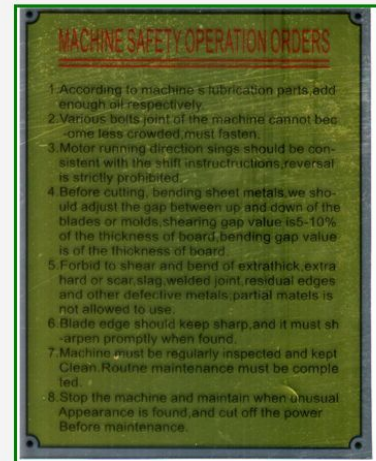 MACHINE SAFETY OPERATION ORDERS
1.According to machine s lubrication parts,add
enough oil respectively.
2.Various bolts joint of the machine cannot bec
-ome less crowded,must fasten.
3.Motor running direction sings should be con-
sistent with the shift instructructions,reversal
is strictly prohibited.
4.Before cutting, bending sheet metals,we sho-
uld adjust the gap between up and down of the
blades or molds,shearing gap value is5-10%
of the thickness of board,bending gap value
is of the thickness of board.
5.Forbid to shear and bend of extrathick,extra
hard or scar,slag,welded joint,residual edges
and other defective metals,partial matels is
not allowed to use.
6.Blade edge should keep sharp,and it must sh
-arpen promptly when found.
7.Machine must be regularly inspected and kept
Clean.Routne maintenance must be comple
ted.
8.Stop the machine and maintain when unusual
Appearance is found,and cut off the power
Before maintenance.